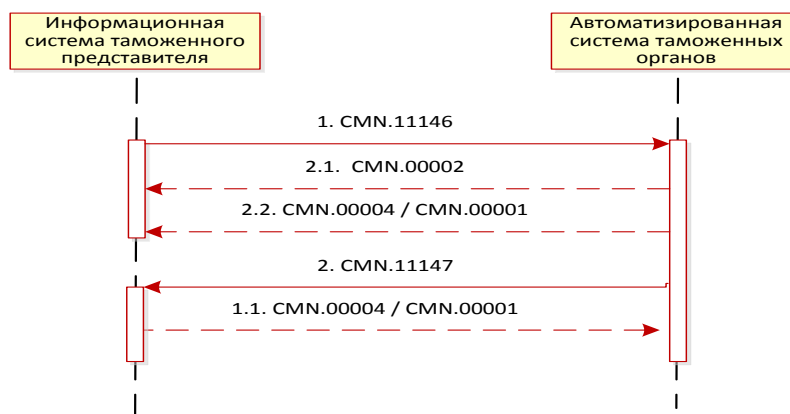 Информационная
система таможенного
представителя
Автоматизированная
система таможенных
органов
1. CMN.11146
2.1. CMN.00002
2.2. CMN.00004 / CMN.00001
2. CMN.11147
1.1. CMN.00004 / CMN.00001